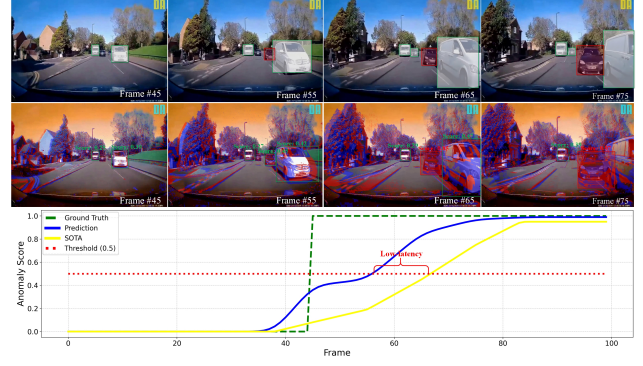 Frame #45
Frame #55
Frame #65
Frame #75
Frame #45
Frame #55
Frame #65
Frame #75
Ground Truth
Prediction
SOTA
Threshold (0.5)
Low latency
Anomaly Score
1.0
0.8
0.6
0.4
0.2
0.0
0
20
40
60
80
100
Frame